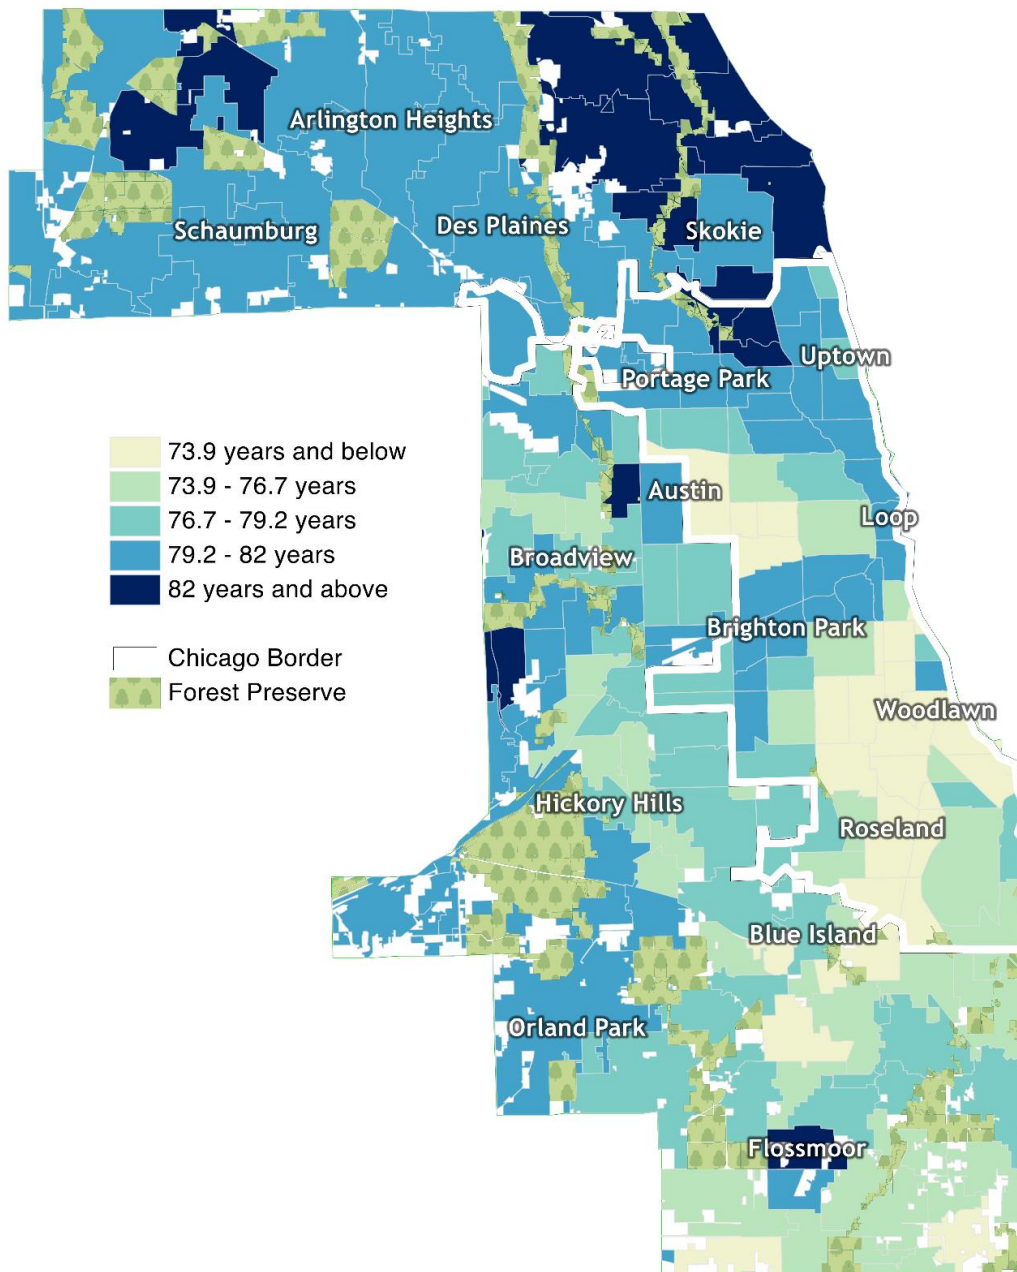 Arlington Heights
Schaumburg
Des Plaines
Skokie
Uptown
Portage Park
73.9 years and below
73.9 - 76.7 years
76.7 - 79.2 years
79.2 - 82 years
82 years and above
Chicago Border
Forest Preserve
Austin
Loop
Broadview
Brighton Park
Woodlawn
Hickory Hills
Roseland
Blue Island
Orland Park
Flossmoor